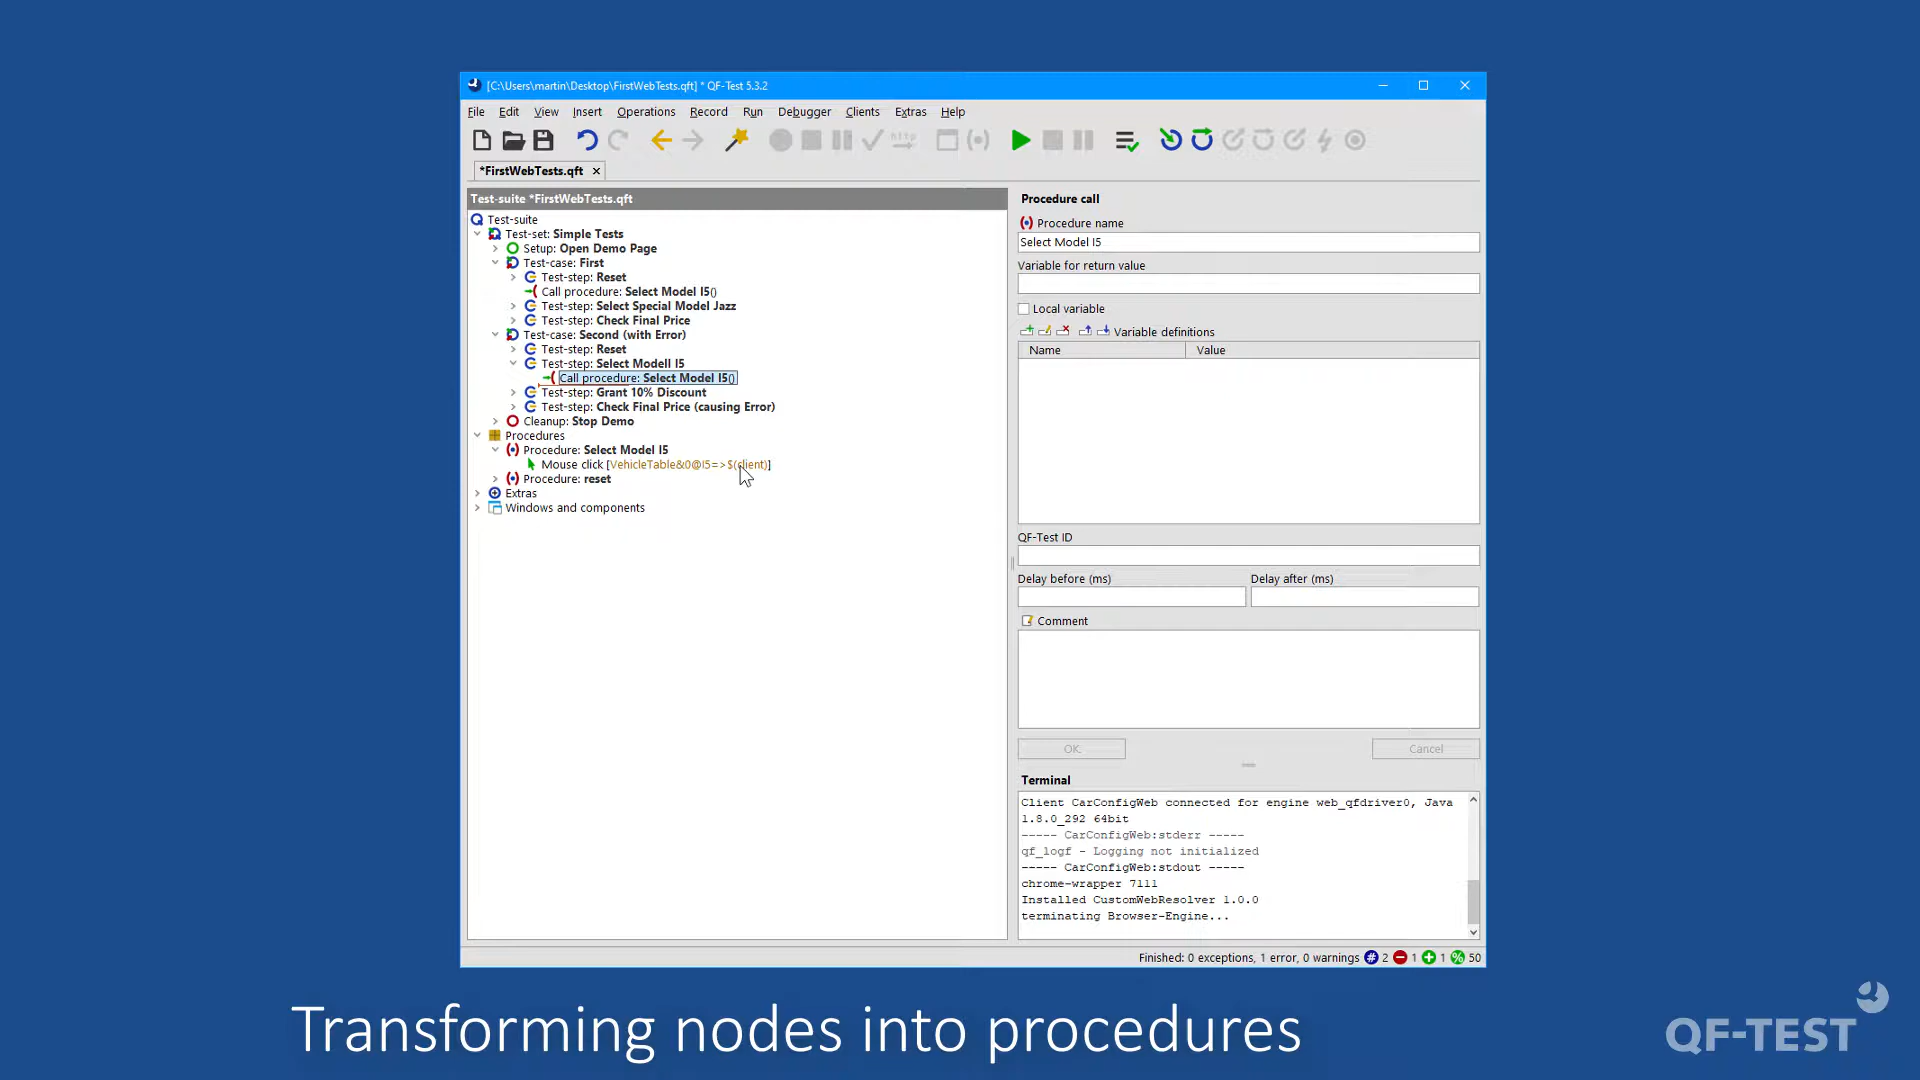 [C:\Users\martin\Desktop\FirstWebTests.qft] * QF-Test 5.3.2
File Edit View Insert Operations Record Run Debugger Clients Extras Help
http
*FirstWebTests.qft
Test-suite *FirstWebTests.qft
Test-suite
Test-set: Simple Tests
Setup: Open Demo Page
Test-case: First
Test-step: Reset
Call procedure: Select Model I5()
Test-step: Select Special Model Jazz
Test-step: Check Final Price
Test-case: Second (with Error)
Test-step: Reset
Test-step: Select Modell I5
Call procedure: Select Model I5()
Test-step: Grant 10% Discount
Test-step: Check Final Price (causing Error)
Cleanup: Stop Demo
Procedures
Procedure: Select Model I5
Mouse click [VehicleTable&0@I5=>$(client)]
Procedure: reset
Extras
Windows and components
Procedure call
Procedure name
Select Model I5
Variable for return value
Local variable
Variable definitions
Name Value
QF-Test ID
Delay before (ms) Delay after (ms)
Comment
OK Cancel
Terminal
Client CarConfigWeb connected for engine web_qfdriver0, Java
1.8.0_292 64bit
----- CarConfigWeb:stderr -----
qf_logf - Logging not initialized
----- CarConfigWeb:stdout -----
chrome-wrapper 7111
Installed CustomWebResolver 1.0.0
terminating Browser-Engine...
Finished: 0 exceptions, 1 error, 0 warnings # 2 1 1 % 50
Transforming nodes into procedures
QF-TEST